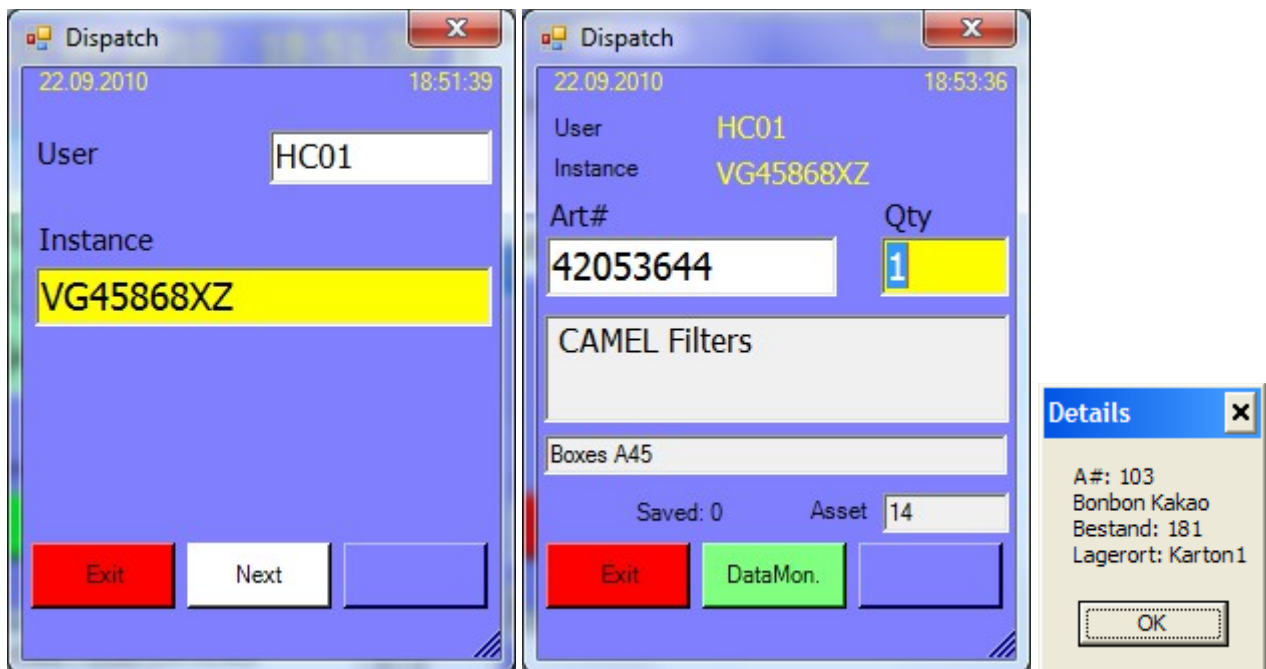 Dispatch
22.09.2010 18:51:39
User HC01
Instance
VG45868XZ
Exit Next
Dispatch
22.09.2010 18:53:36
User HC01
Instance VG45868XZ
Art# Qty
42053644 1
CAMEL Filters
Boxes A45
Saved: 0 Asset 14
Exit DataMon.
Details
A#: 103
Bonbon Kakao
Bestand: 181
Lagerort: Karton1
OK